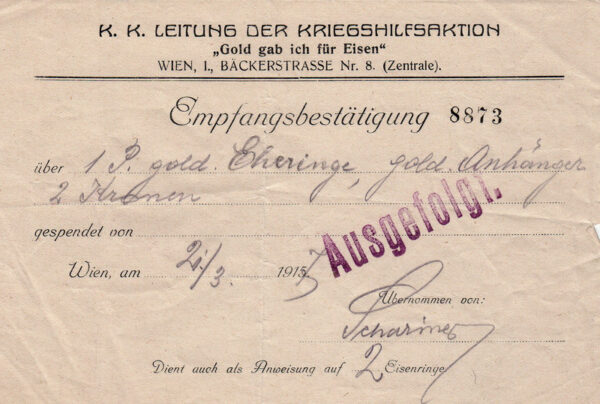 K. K. LEITUNG DER KRIEGSHILFSAKTION
„Gold gab ich für Eisen“
WIEN, I., BÄCKERSTRASSE Nr. 8. (Zentrale).
Empfangsbestätigung 8873
über 1 P. gold. Eheringe, gold. Anhänger
2 Kronen
gespendet von
Ausgefolgt.
Wien, am 2./3. 1915
Übernommen von:
Dient auch als Anweisung auf 2 Eisenringe